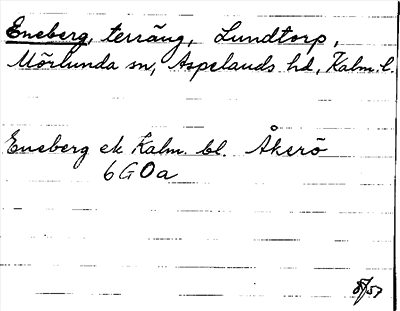 Eneberg, terräng, Lundtorp,
Mörlunda sn, Aspelands hd, Kalm. l.
Eneberg ek Kalm. bl. Åkerö
6G0a